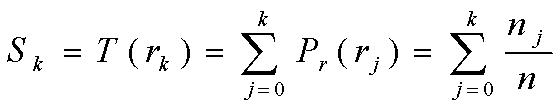 $$S_k = T(r_k) = \sum_{j=0}^{k} P_r(r_j) = \sum_{j=0}^{k} \frac{n_j}{n}$$